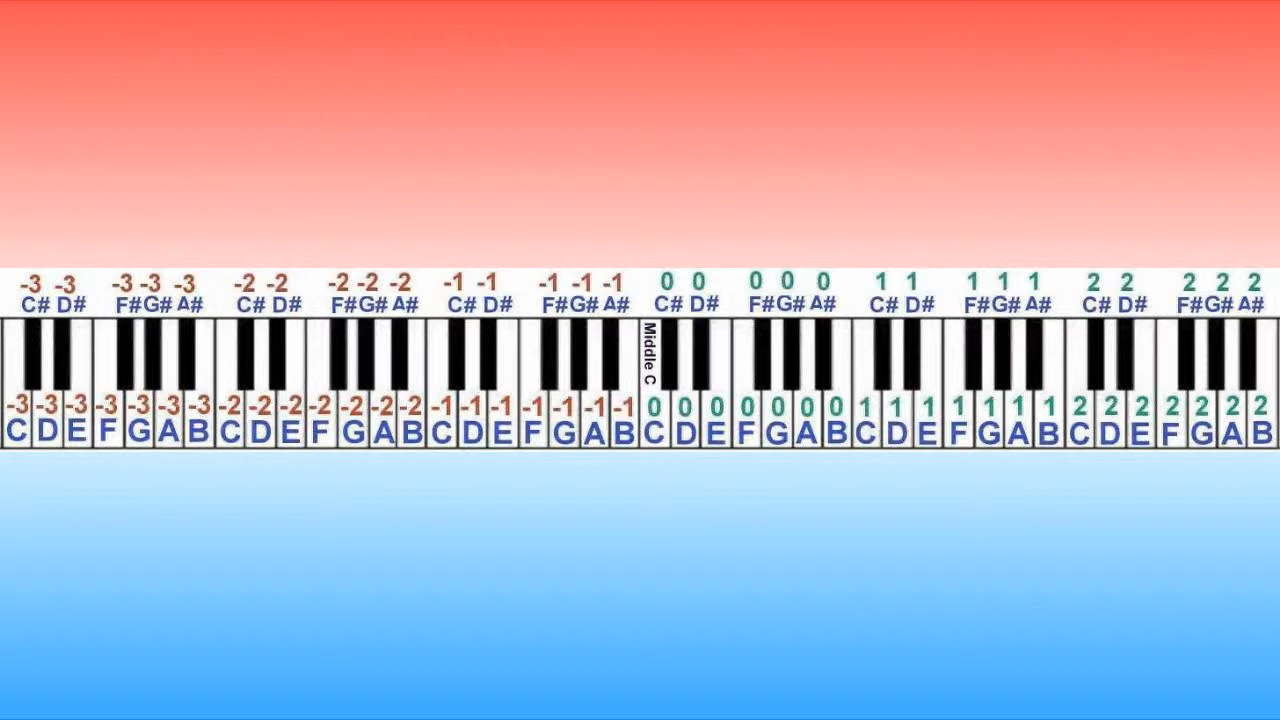 -3 -3 -3 -3 -3 -2 -2 -2 -2 -2 -1 -1 -1 -1 -1 0 0 0 0 0 1 1 1 1 1 2 2 2 2 2
C# D# F# G# A# C# D# F# G# A# C# D# F# G# A# C# D# F# G# A# C# D# F# G# A# C# D# F# G# A#
Middle C
-3 -3 -3 -3 -3 -3 -3 -2 -2 -2 -2 -2 -2 -2 -1 -1 -1 -1 -1 -1 -1 0 0 0 0 0 0 0 1 1 1 1 1 1 1 2 2 2 2 2 2 2
C D E F G A B C D E F G A B C D E F G A B C D E F G A B C D E F G A B C D E F G A B